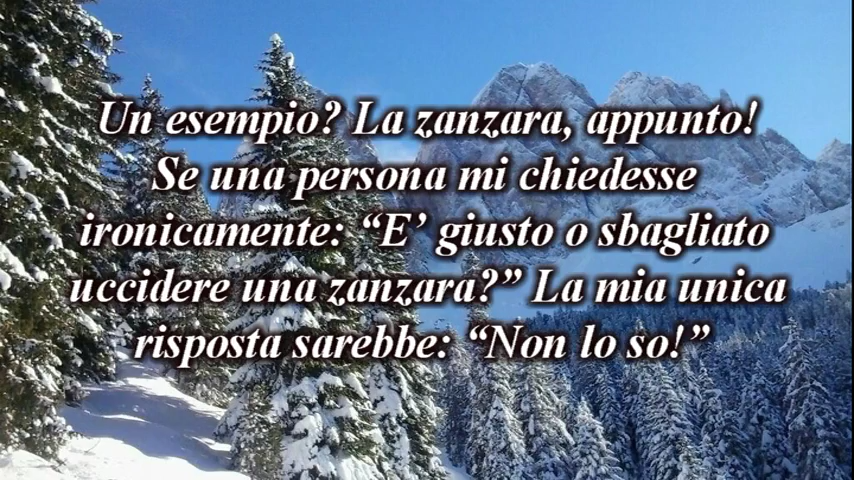 Un esempio? La zanzara, appunto!
Se una persona mi chiedesse
ironicamente: “E’ giusto o sbagliato
uccidere una zanzara?” La mia unica
risposta sarebbe: “Non lo so!”